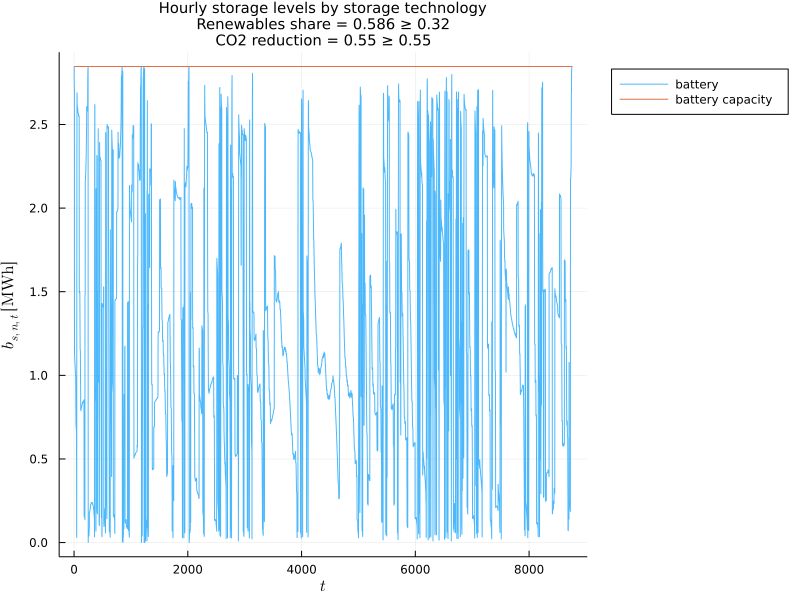 Hourly storage levels by storage technology
Renewables share = 0.586 ≥ 0.32
CO2 reduction = 0.55 ≥ 0.55
battery
battery capacity
2.5
2.0
1.5
1.0
0.5
0.0
b_{s, n, t} [MWh]
0 2000 4000 6000 8000
t